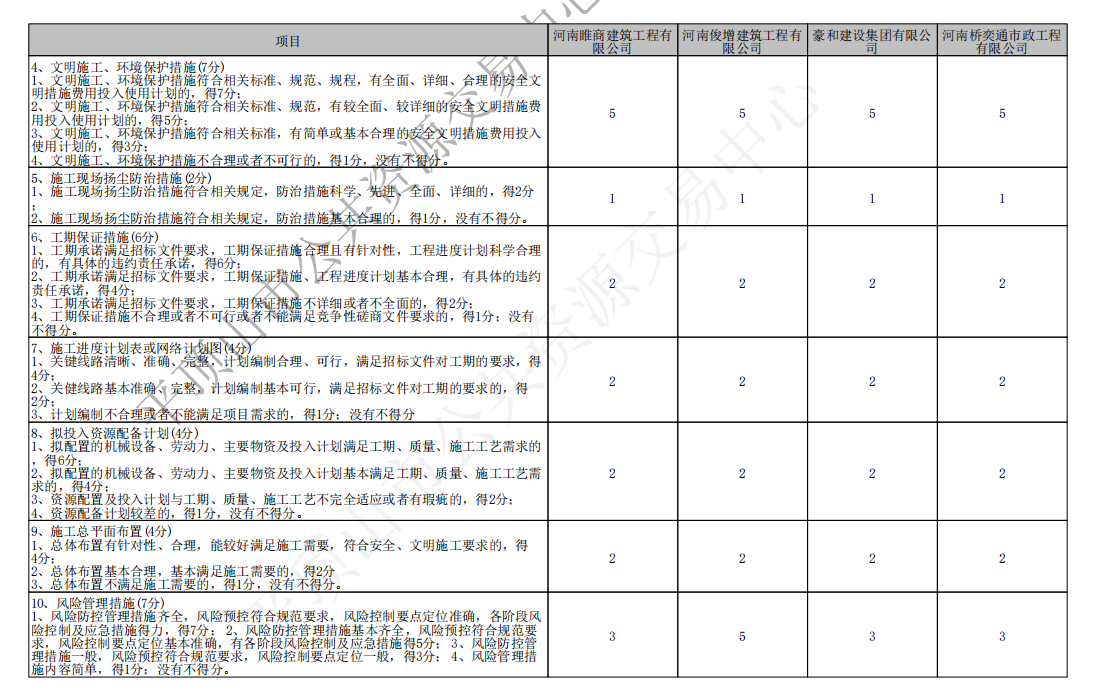 项目
河南睢商建筑工程有
限公司
河南俊增建筑工程有
限公司
豪和建设集团有限公
司
河南桥奕通市政工程
有限公司
4、文明施工、环境保护措施(7分)
1、文明施工、环境保护措施符合相关标准、规范、规程，有全面、详细、合理的安全文
明措施费用投入使用计划的，得7分；
2、文明施工、环境保护措施符合相关标准、规范，有较全面、较详细的安全文明措施费
用投入使用计划的，得5分；
3、文明施工、环境保护措施符合相关标准，有简单或基本合理的安全文明措施费用投入
使用计划的，得3分；
4、文明施工、环境保护措施不合理或者不可行的，得1分，没有不得分。
5
5
5
5
5、施工现场扬尘防治措施(2分)
1、施工现场扬尘防治措施符合相关规定，防治措施科学、先进、全面、详细的，得2分
；
2、施工现场扬尘防治措施符合相关规定，防治措施基本合理的，得1分，没有不得分。
1
1
1
1
6、工期保证措施(6分)
1、工期承诺满足招标文件要求，工期保证措施合理且有针对性，工程进度计划科学合理
的，有具体的违约责任承诺，得6分；
2、工期承诺满足招标文件要求，工期保证措施、工程进度计划基本合理，有具体的违约
责任承诺，得4分；
3、工期承诺满足招标文件要求，工期保证措施不详细或者不全面的，得2分；
4、工期保证措施不合理或者不可行或者不能满足竞争性磋商文件要求的，得1分；没有
不得分。
2
2
2
2
7、施工进度计划表或网络计划图(4分)
1、关键线路清晰、准确、完整，计划编制合理、可行，满足招标文件对工期的要求，得
4分；
2、关健线路基本准确、完整，计划编制基本可行，满足招标文件对工期的要求的，得
2分；
3、计划编制不合理或者不能满足项目需求的，得1分；没有不得分
2
2
2
2
8、拟投入资源配备计划(4分)
1、拟配置的机械设备、劳动力、主要物资及投入计划满足工期、质量、施工工艺需求的
，得6分；
2、拟配置的机械设备、劳动力、主要物资及投入计划基本满足工期、质量、施工工艺需
求的，得4分；
3、资源配置及投入计划与工期、质量、施工工艺不完全适应或者有瑕疵的，得2分；
4、资源配备计划较差的，得1分，没有不得分。
2
2
2
2
9、施工总平面布置(4分)
1、总体布置有针对性、合理，能较好满足施工需要，符合安全、文明施工要求的，得
4分；
2、总体布置基本合理，基本满足施工需要的，得2分
3、总体布置不满足施工需要的，得1分，没有不得分。
2
2
2
2
10、风险管理措施(7分)
1、风险防控管理措施齐全，风险预控符合规范要求，风险控制要点定位准确，各阶段风
险控制及应急措施得力，得7分； 2、风险防控管理措施基本齐全，风险预控符合规范要
求，风险控制要点定位基本准确，有各阶段风险控制及应急措施得5分； 3、风险防控管
理措施一般，风险预控符合规范要求，风险控制要点定位一般，得3分； 4、风险管理措
施内容简单，得1分；没有不得分。
3
5
3
3
平顶山市公共资源交易中心
平顶山市公共资源交易中心